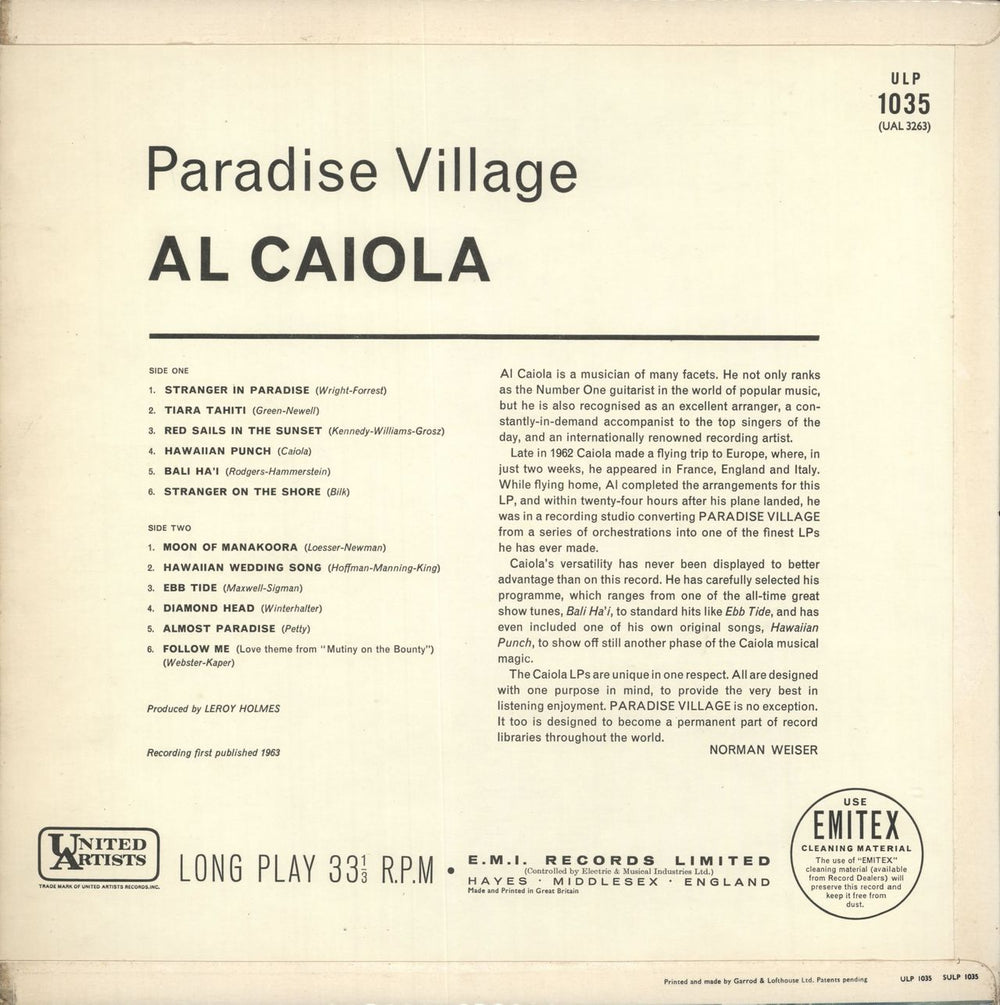 ULP
1035
(UAL 3263)
Paradise Village
AL CAIOLA
SIDE ONE
1. STRANGER IN PARADISE (Wright-Forrest)
2. TIARA TAHITI (Green-Newell)
3. RED SAILS IN THE SUNSET (Kennedy-Williams-Grosz)
4. HAWAIIAN PUNCH (Caiola)
5. BALI HA'I (Rodgers-Hammerstein)
6. STRANGER ON THE SHORE (Bilk)
SIDE TWO
1. MOON OF MANAKOORA (Loesser-Newman)
2. HAWAIIAN WEDDING SONG (Hoffman-Manning-King)
3. EBB TIDE (Maxwell-Sigman)
4. DIAMOND HEAD (Winterhalter)
5. ALMOST PARADISE (Petty)
6. FOLLOW ME (Love theme from "Mutiny on the Bounty")
(Webster-Kaper)
Produced by LEROY HOLMES
Recording first published 1963
Al Caiola is a musician of many facets. He not only ranks
as the Number One guitarist in the world of popular music,
but he is also recognised as an excellent arranger, a con-
stantly-in-demand accompanist to the top singers of the
day, and an internationally renowned recording artist.
Late in 1962 Caiola made a flying trip to Europe, where, in
just two weeks, he appeared in France, England and Italy.
While flying home, Al completed the arrangements for this
LP, and within twenty-four hours after his plane landed, he
was in a recording studio converting PARADISE VILLAGE
from a series of orchestrations into one of the finest LPs
he has ever made.
Caiola's versatility has never been displayed to better
advantage than on this record. He has carefully selected his
programme, which ranges from one of the all-time great
show tunes, Bali Ha'i, to standard hits like Ebb Tide, and has
even included one of his own original songs, Hawaiian
Punch, to show off still another phase of the Caiola musical
magic.
The Caiola LPs are unique in one respect. All are designed
with one purpose in mind, to provide the very best in
listening enjoyment. PARADISE VILLAGE is no exception.
It too is designed to become a permanent part of record
libraries throughout the world.
NORMAN WEISER
UNITED
ARTISTS
TRADE MARK OF UNITED ARTISTS RECORDS, INC.
LONG PLAY 33⅓ R.P.M •
E.M.I. RECORDS LIMITED
(Controlled by Electric & Musical Industries Ltd.)
HAYES · MIDDLESEX · ENGLAND
Made and Printed in Great Britain
USE
EMITEX
CLEANING MATERIAL
The use of "EMITEX"
cleaning material (available
from Record Dealers) will
preserve this record and
keep it free from
dust.
Printed and made by Garrod & Lofthouse Ltd. Patents pending
ULP 1035 SULP 1035